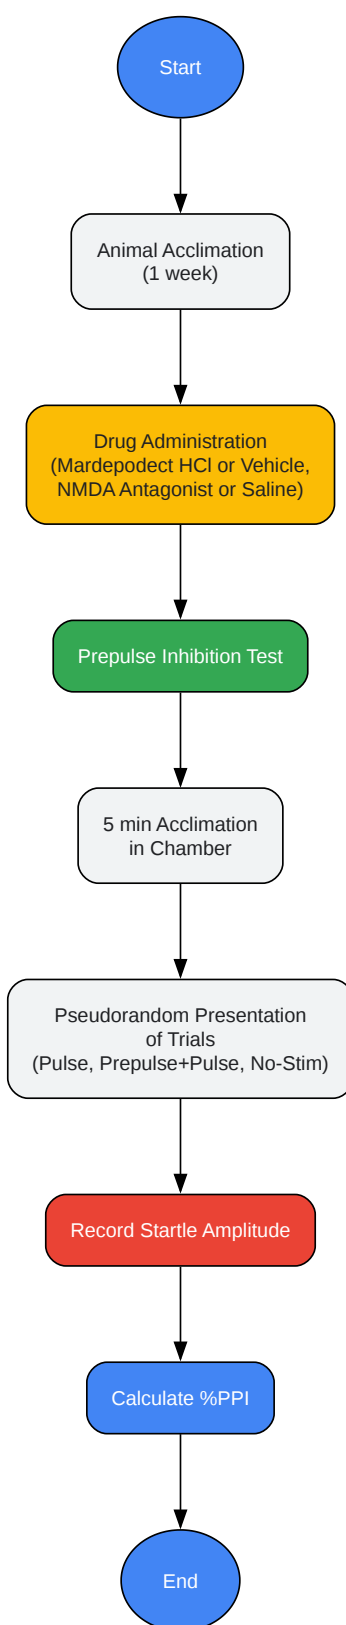 Start
Animal Acclimation
(1 week)
Drug Administration
(Mardepodect HCl or Vehicle,
NMDA Antagonist or Saline)
Prepulse Inhibition Test
5 min Acclimation
in Chamber
Pseudorandom Presentation
of Trials
(Pulse, Prepulse+Pulse, No-Stim)
Record Startle Amplitude
Calculate %PPI
End